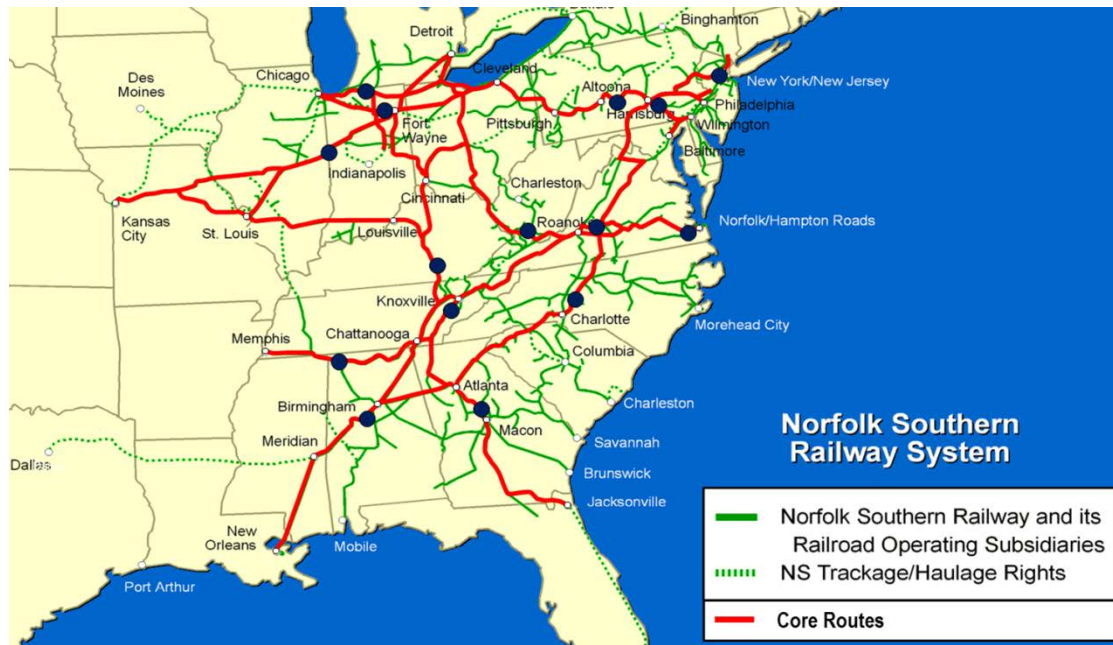 Buffalo
Binghamton
Detroit
Des
Moines
Chicago
Cleveland
Altoona
New York/New Jersey
Harrisburg
Philadelphia
Fort
Wayne
Pittsburgh
Wilmington
Indianapolis
Baltimore
Cincinnati
Charleston
Kansas
City
St. Louis
Louisville
Roanok
Norfolk/Hampton Roads
Knoxville
Charlotte
Morehead City
Memphis
Chattanooga
Columbia
Atlanta
Charleston
Birmingham
Macon
Meridian
Savannah
Dallas
Brunswick
Jacksonville
New
Orleans
Mobile
Port Arthur
Norfolk Southern
Railway System
Norfolk Southern Railway and its
Railroad Operating Subsidiaries
NS Trackage/Haulage Rights
Core Routes